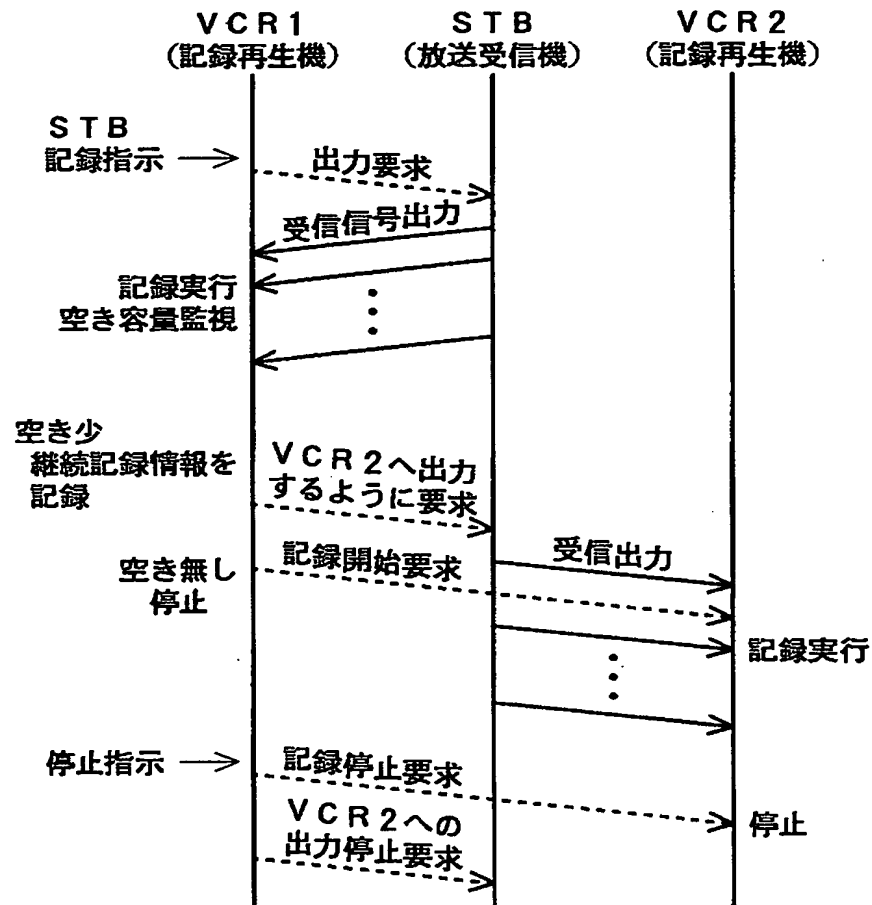 VCR1
(記録再生機)
STB
(放送受信機)
VCR2
(記録再生機)
STB
記録指示
出力要求
受信信号出力
記録実行
空き容量監視
空き少
継続記録情報を
記録
VCR2へ出力
するように要求
空き無し
停止
記録開始要求
受信出力
記録実行
停止指示
記録停止要求
停止
VCR2への
出力停止要求